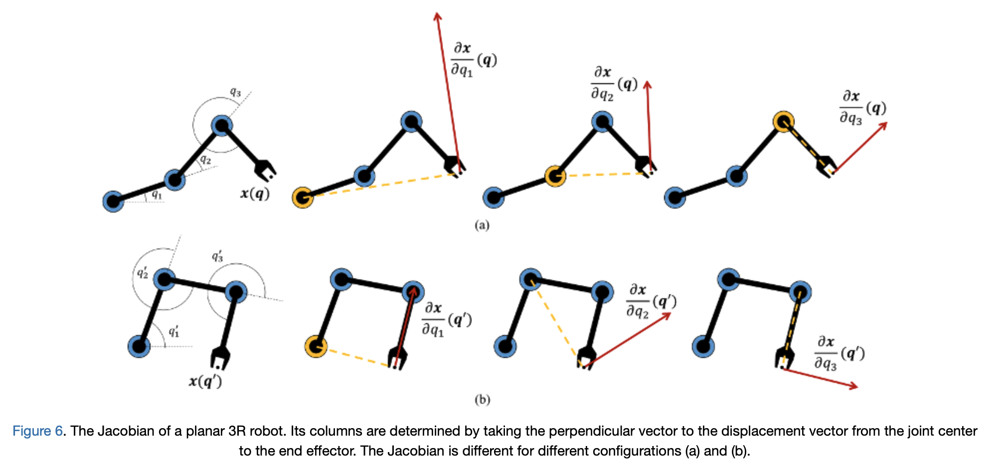 ∂x/∂q₁ (q)
∂x/∂q₂ (q)
∂x/∂q₃ (q)
q₃
q₂
q₁
x(q)
(a)
q′₃
q′₂
q′₁
∂x/∂q₁ (q′)
∂x/∂q₂ (q′)
∂x/∂q₃ (q′)
x(q′)
(b)
Figure 6. The Jacobian of a planar 3R robot. Its columns are determined by taking the perpendicular vector to the displacement vector from the joint center
to the end effector. The Jacobian is different for different configurations (a) and (b).